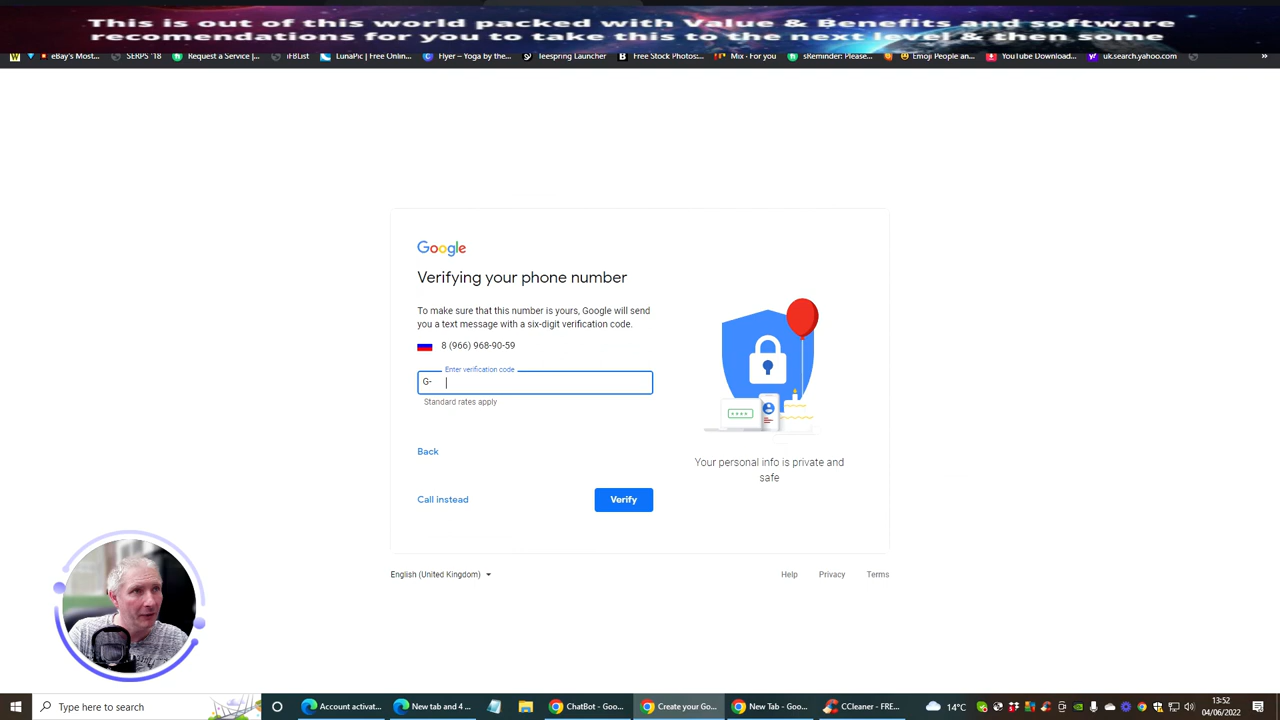 This is out of this world packed with Value & Benefits and software
recomendations for you to take this to the next level & then some
eBay's Most... SERPS '18 Request a Service |... iFBList LunaPic | Free Onlin... Flyer – Yoga by the... Teespring Launcher Free Stock Photos:... Mix - For you sReminder: Please... Emoji People an... YouTube Download... uk.search.yahoo.com »
Google
Verifying your phone number
To make sure that this number is yours, Google will send
you a text message with a six-digit verification code.
8 (966) 968-90-59
Enter verification code
G-
Standard rates apply
Back
Call instead
Verify
Your personal info is private and
safe
English (United Kingdom)
Help Privacy Terms
Type here to search
Account activat...
New tab and 4 ...
ChatBot - Goo...
Create your Go...
New Tab - Goo...
CCleaner - FRE...
14°C
13:52
04/06/2022